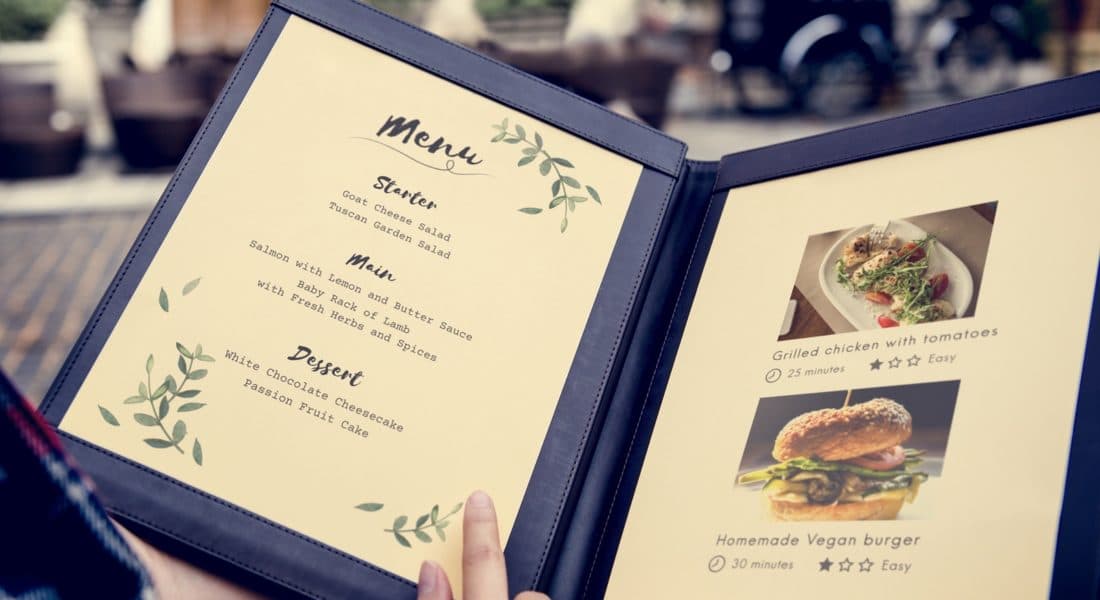 Menu
Starter
Goat Cheese Salad
Tuscan Garden Salad
Main
Salmon with Lemon and Butter Sauce
Baby Rack of Lamb
with Fresh Herbs and Spices
Dessert
White Chocolate Cheesecake
Passion Fruit Cake
Grilled chicken with tomatoes
25 minutes Easy
Homemade Vegan burger
30 minutes Easy